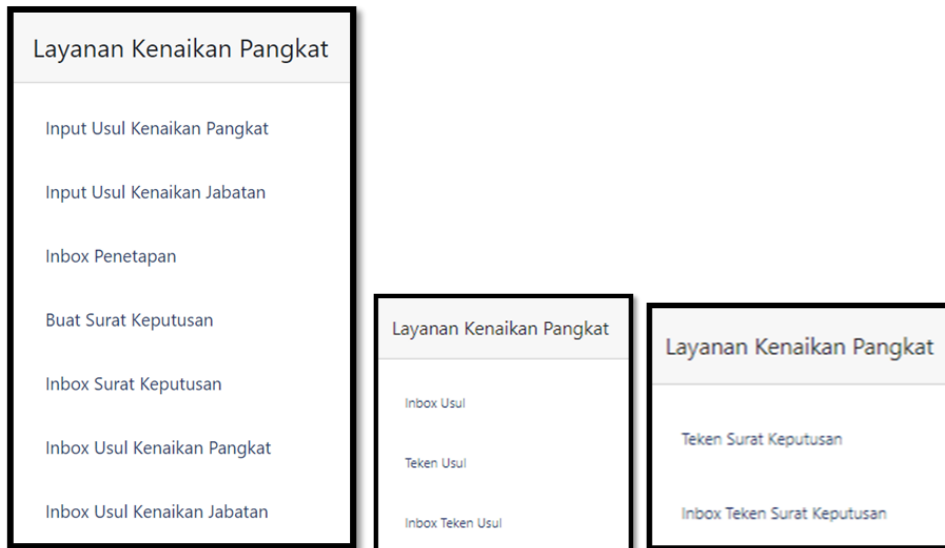 Layanan Kenaikan Pangkat
Input Usul Kenaikan Pangkat
Input Usul Kenaikan Jabatan
Inbox Penetapan
Buat Surat Keputusan
Inbox Surat Keputusan
Inbox Usul Kenaikan Pangkat
Inbox Usul Kenaikan Jabatan
Layanan Kenaikan Pangkat
Inbox Usul
Teken Usul
Inbox Teken Usul
Layanan Kenaikan Pangkat
Teken Surat Keputusan
Inbox Teken Surat Keputusan